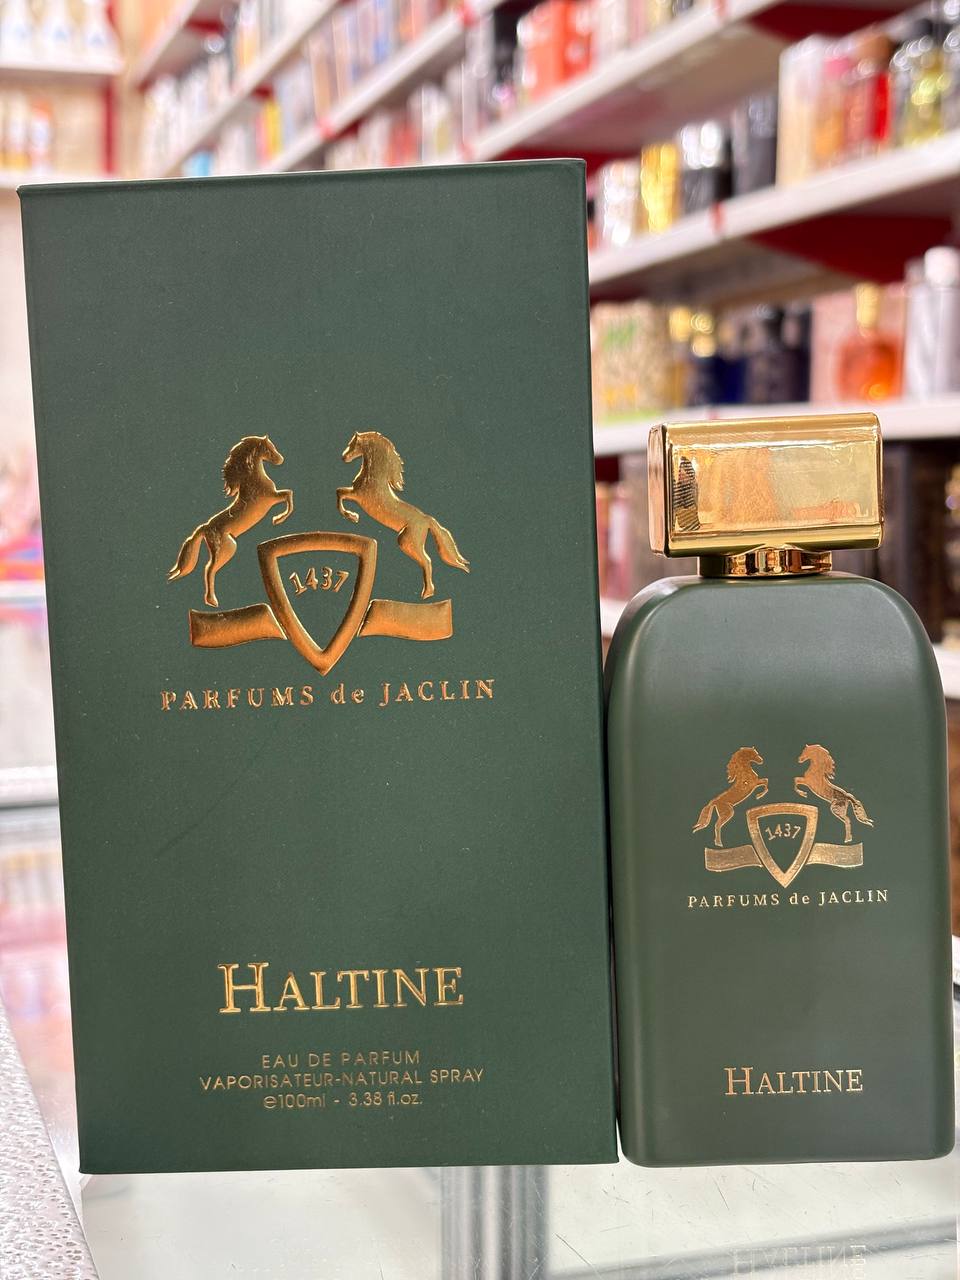 1437
PARFUMS de JACLIN
HALTINE
EAU DE PARFUM
VAPORISATEUR-NATURAL SPRAY
e100ml - 3.38 fl.oz.
1437
PARFUMS de JACLIN
HALTINE